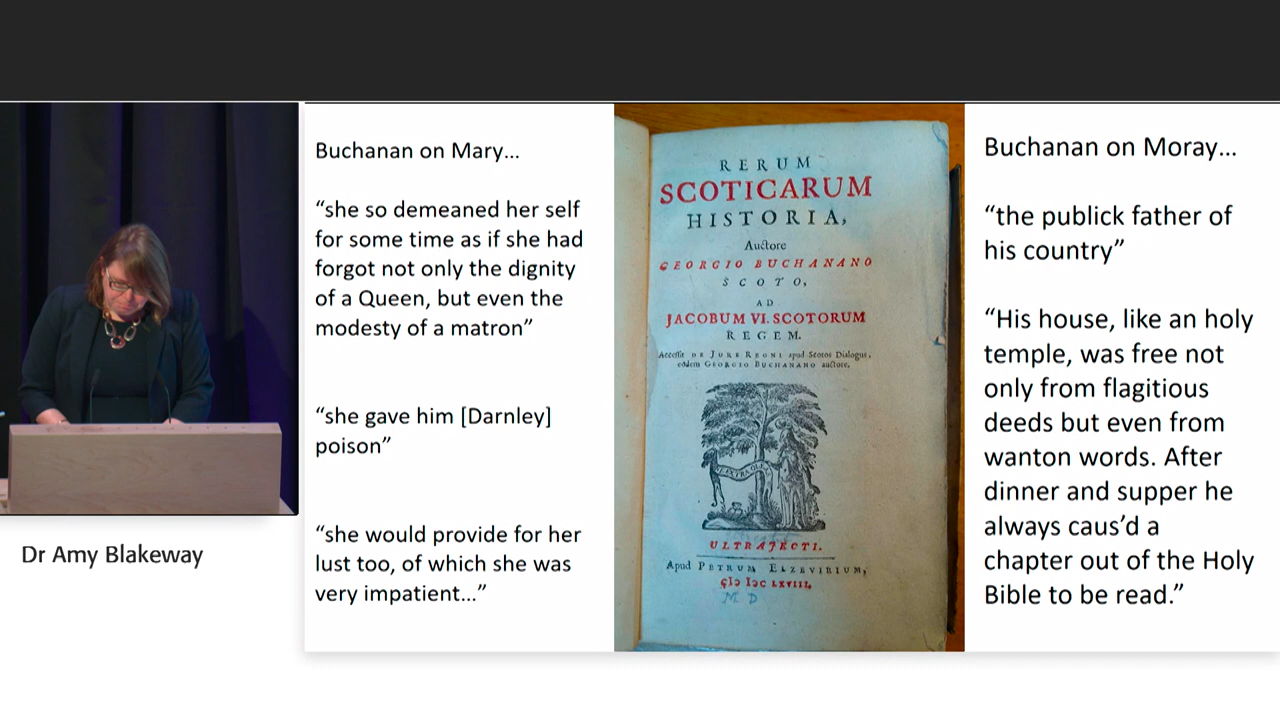 Dr Amy Blakeway
Buchanan on Mary...
“she so demeaned her self
for some time as if she had
forgot not only the dignity
of a Queen, but even the
modesty of a matron”
“she gave him [Darnley]
poison”
“she would provide for her
lust too, of which she was
very impatient...”
RERUM
SCOTICARUM
HISTORIA,
Auctore
GEORGIO BUCHANANO
SCOTO,
AD
JACOBUM VI. SCOTORUM
REGEM.
Accessit DE JURE REGNI apud Scotos Dialogus,
eodem GEORGIO BUCHANANO auctore.
ULTRAJECTI.
Apud PETRUM ELZEVIRIUM,
M D
Buchanan on Moray...
“the publick father of
his country”
“His house, like an holy
temple, was free not
only from flagitious
deeds but even from
wanton words. After
dinner and supper he
always caus’d a
chapter out of the Holy
Bible to be read.”